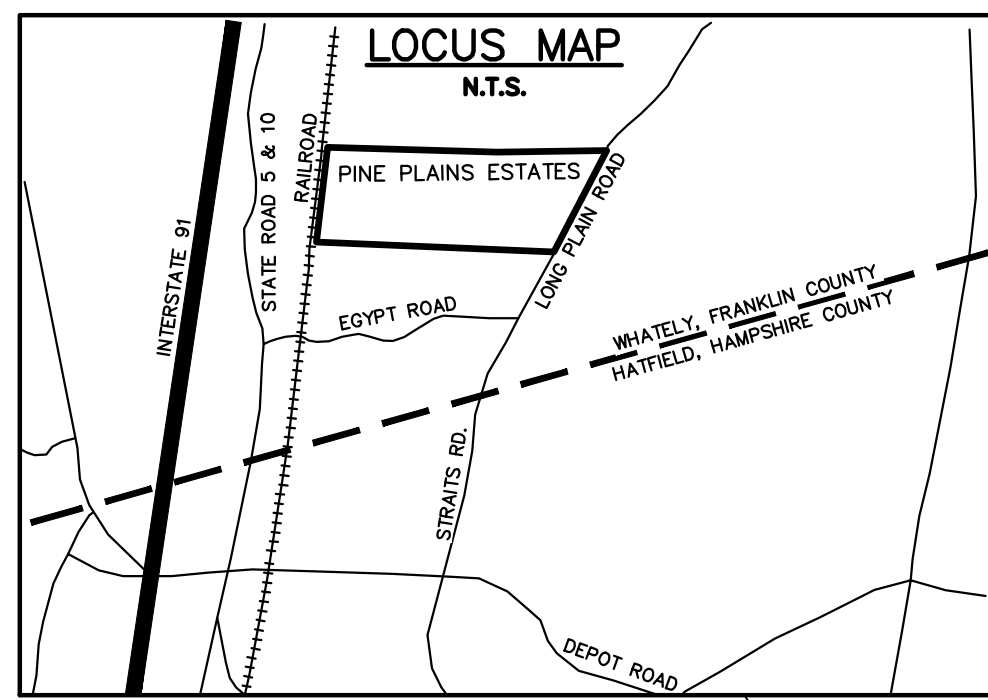 LOCUS MAP
N.T.S.
STATE ROAD 5 & 10
RAILROAD
PINE PLAINS ESTATES
LONG PLAIN ROAD
INTERSTATE 91
EGYPT ROAD
WHATELY, FRANKLIN COUNTY
HATFIELD, HAMPSHIRE COUNTY
STRAITS RD.
DEPOT ROAD